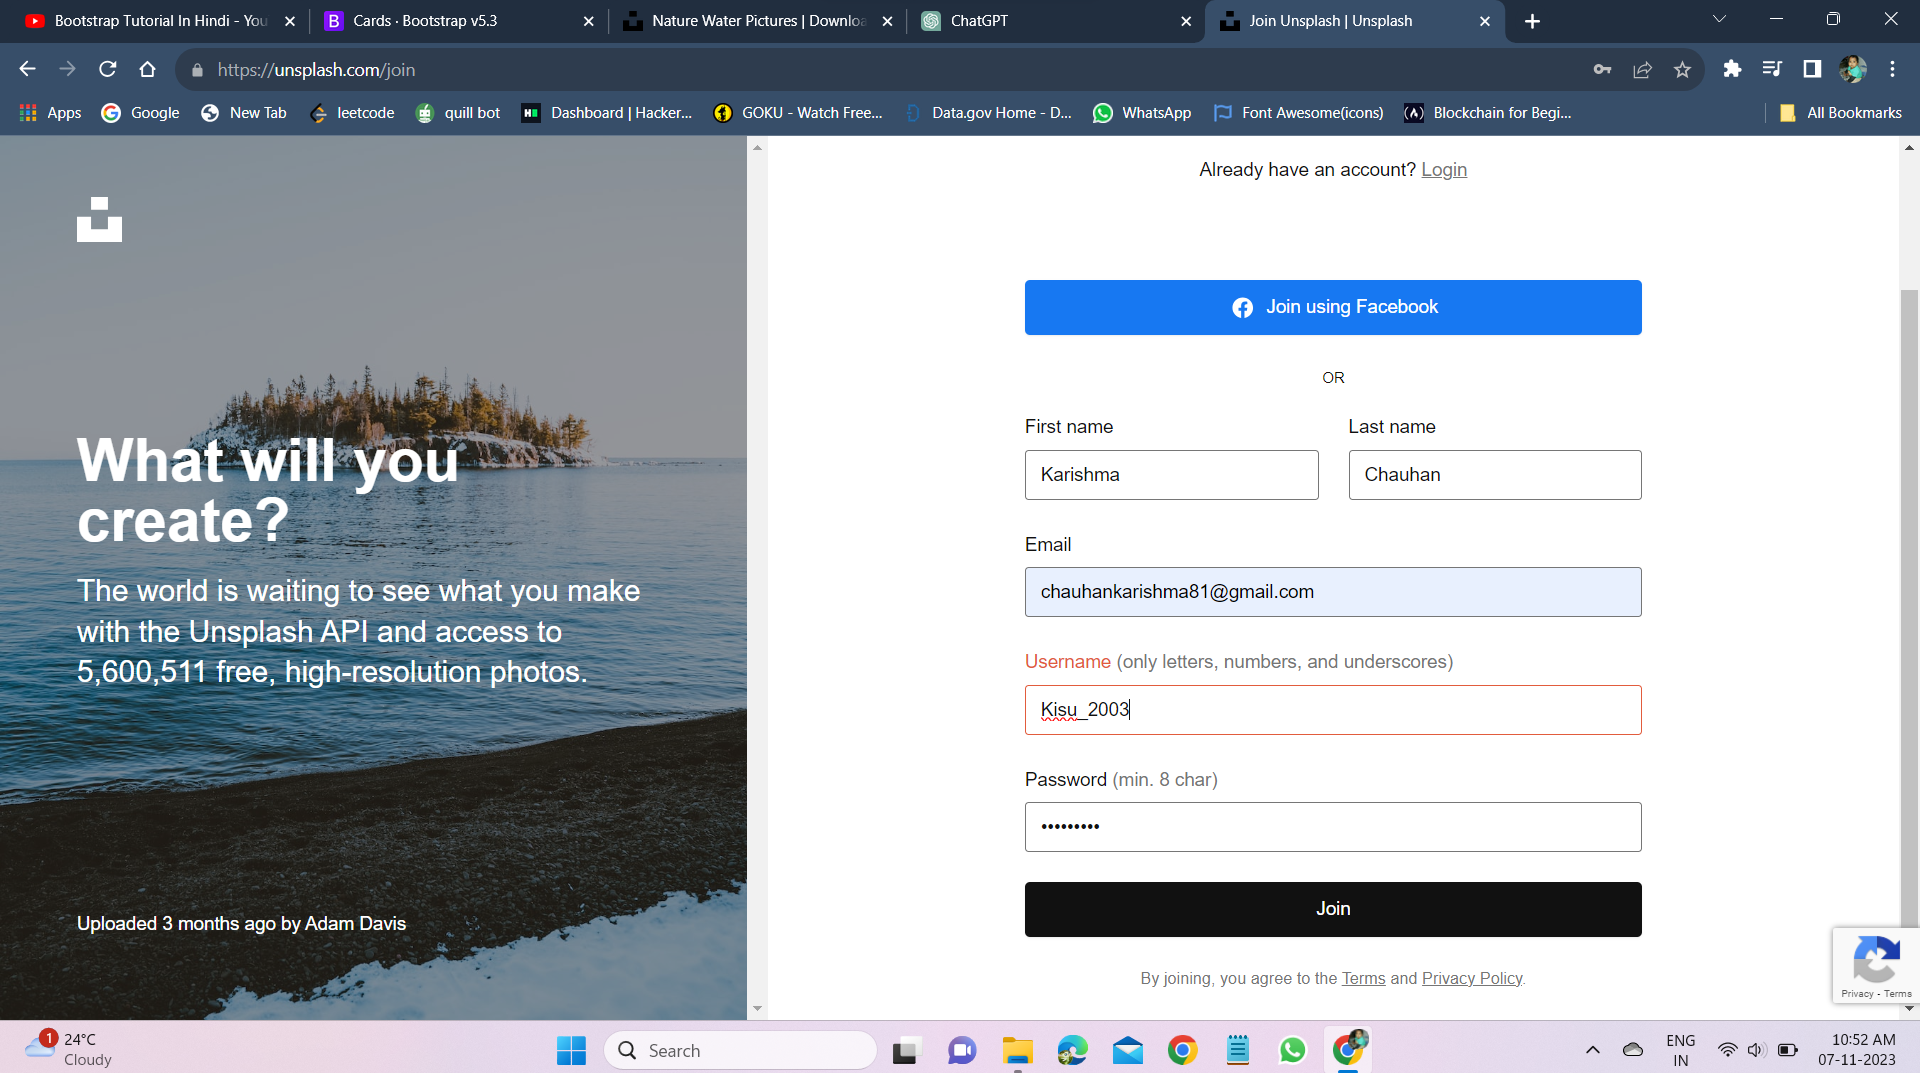 Bootstrap Tutorial In Hindi - You
Cards · Bootstrap v5.3
Nature Water Pictures | Downloa
ChatGPT
Join Unsplash | Unsplash
https://unsplash.com/join
Apps
Google
New Tab
leetcode
quill bot
Dashboard | Hacker...
GOKU - Watch Free...
Data.gov Home - D...
WhatsApp
Font Awesome(icons)
Blockchain for Begi...
All Bookmarks
What will you
create?
The world is waiting to see what you make
with the Unsplash API and access to
5,600,511 free, high-resolution photos.
Uploaded 3 months ago by Adam Davis
Already have an account? Login
Join using Facebook
OR
First name
Last name
Karishma
Chauhan
Email
chauhankarishma81@gmail.com
Username (only letters, numbers, and underscores)
Kisu_2003
Password (min. 8 char)
•••••••••
Join
By joining, you agree to the Terms and Privacy Policy.
Privacy - Terms
1
24°C
Cloudy
Search
ENG
IN
10:52 AM
07-11-2023